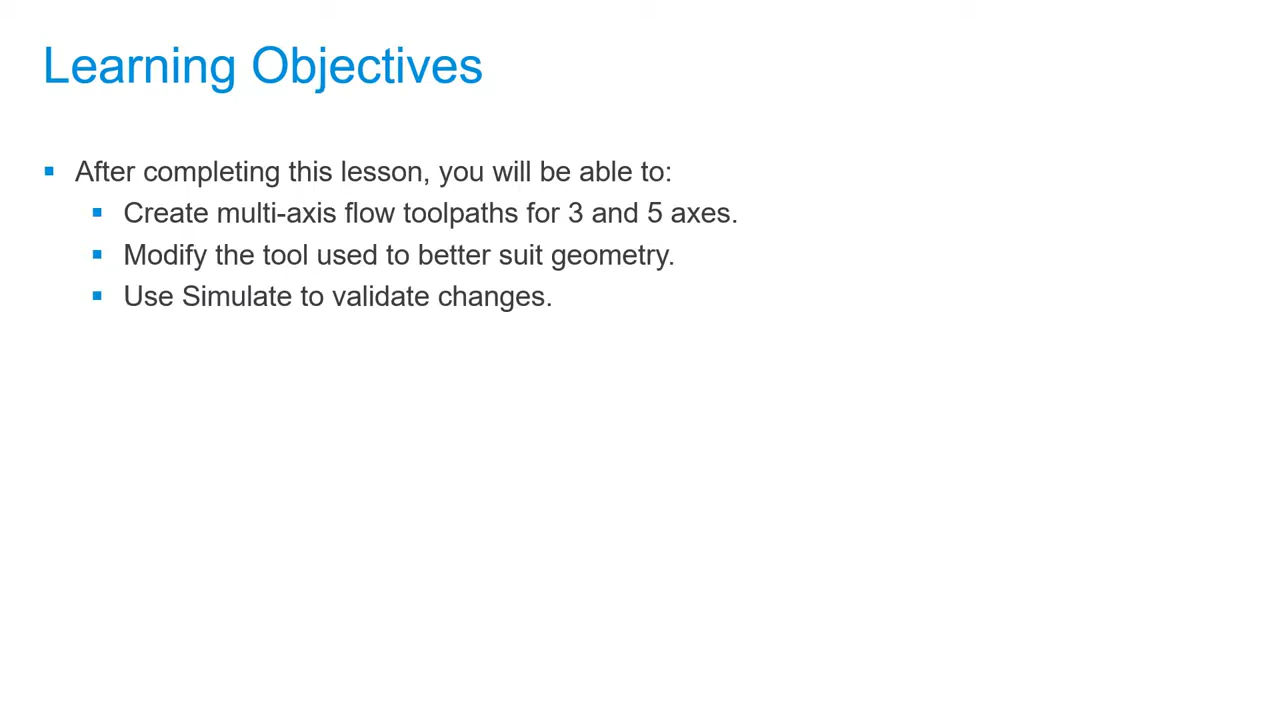 Learning Objectives
After completing this lesson, you will be able to:
Create multi-axis flow toolpaths for 3 and 5 axes.
Modify the tool used to better suit geometry.
Use Simulate to validate changes.